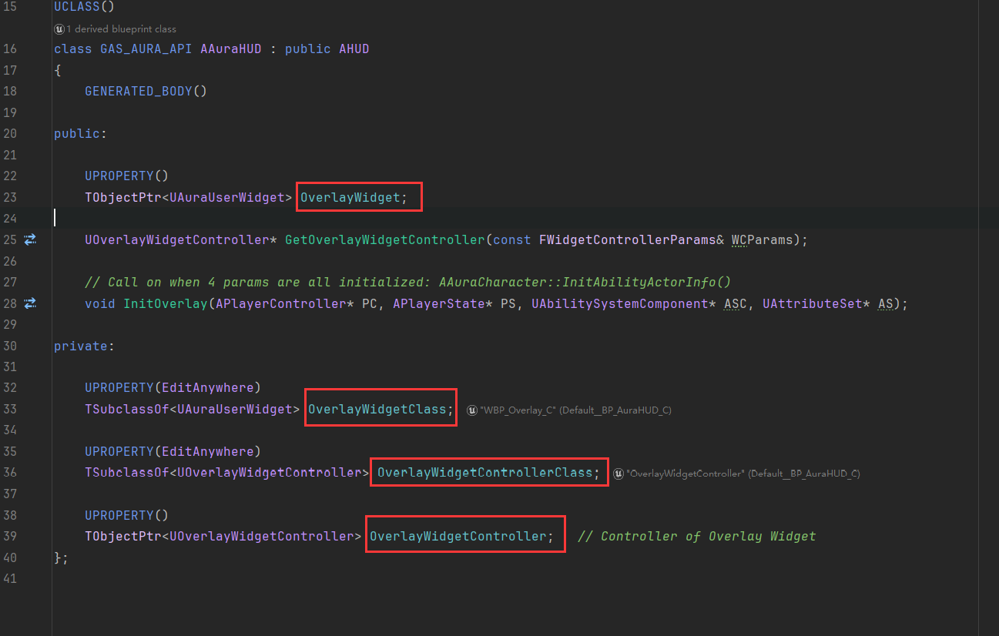 15 UCLASS()
1 derived blueprint class
16 class GAS_AURA_API AAuraHUD : public AHUD
17 {
18 GENERATED_BODY()
19
20 public:
21
22 UPROPERTY()
23 TObjectPtr<UAuraUserWidget> OverlayWidget;
24
25 UOverlayWidgetController* GetOverlayWidgetController(const FWidgetControllerParams& WCParams);
26
27 // Call on when 4 params are all initialized: AAuraCharacter::InitAbilityActorInfo()
28 void InitOverlay(APlayerController* PC, APlayerState* PS, UAbilitySystemComponent* ASC, UAttributeSet* AS);
29
30 private:
31
32 UPROPERTY(EditAnywhere)
33 TSubclassOf<UAuraUserWidget> OverlayWidgetClass; "WBP_Overlay_C" (Default__BP_AuraHUD_C)
34
35 UPROPERTY(EditAnywhere)
36 TSubclassOf<UOverlayWidgetController> OverlayWidgetControllerClass; "OverlayWidgetController" (Default__BP_AuraHUD_C)
37
38 UPROPERTY()
39 TObjectPtr<UOverlayWidgetController> OverlayWidgetController; // Controller of Overlay Widget
40 };
41